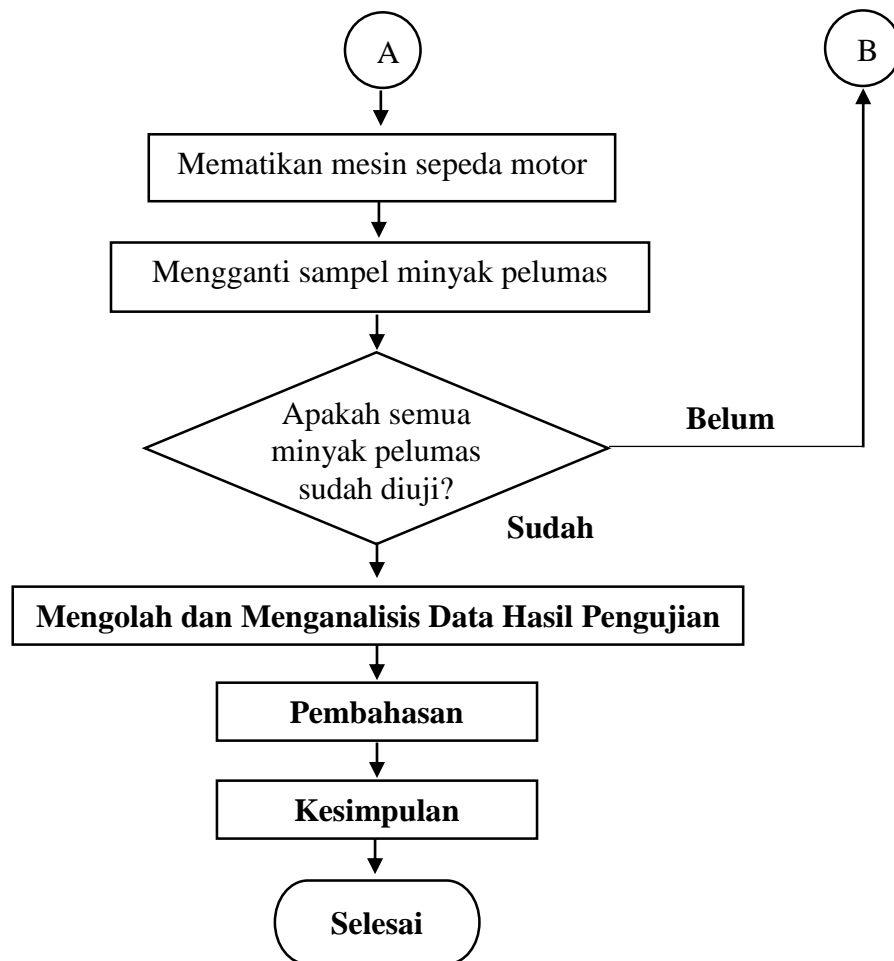 A
B
Mematikan mesin sepeda motor
Mengganti sampel minyak pelumas
Apakah semua
minyak pelumas
sudah diuji?
Belum
Sudah
Mengolah dan Menganalisis Data Hasil Pengujian
Pembahasan
Kesimpulan
Selesai